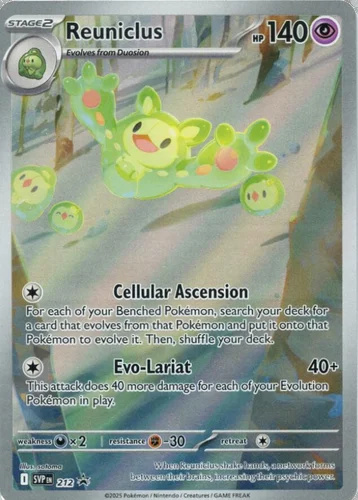 STAGE2 Reuniclus HP 140
Evolves from Duosion
Cellular Ascension
For each of your Benched Pokémon, search your deck for
a card that evolves from that Pokémon and put it onto that
Pokémon to evolve it. Then, shuffle your deck.
Evo-Lariat 40+
This attack does 40 more damage for each of your Evolution
Pokémon in play.
weakness ×2 resistance -30 retreat
Illus. sotomo
I SVP EN 212
When Reuniclus shake hands, a network forms
between their brains, increasing their psychic power.
©2025 Pokémon / Nintendo / Creatures / GAME FREAK